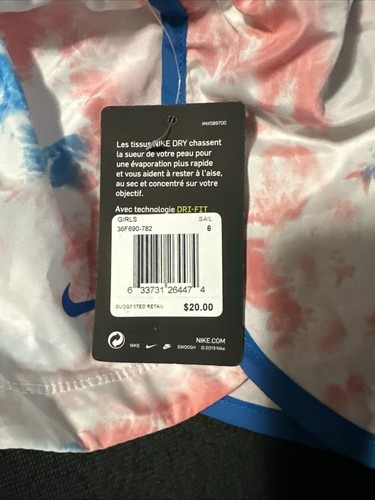 IM#589700
Les tissus NIKE DRY chassent
la sueur de votre peau pour
une évaporation plus rapide
et vous aident à rester à l'aise,
au sec et concentré sur votre
objectif.
Avec technologie DRI-FIT
GIRLS SAIL
36F690-782 6
6 33731 26447 4
SUGGESTED RETAIL $20.00
NIKE.COM
NIKE SWOOSH © 2019 Nike